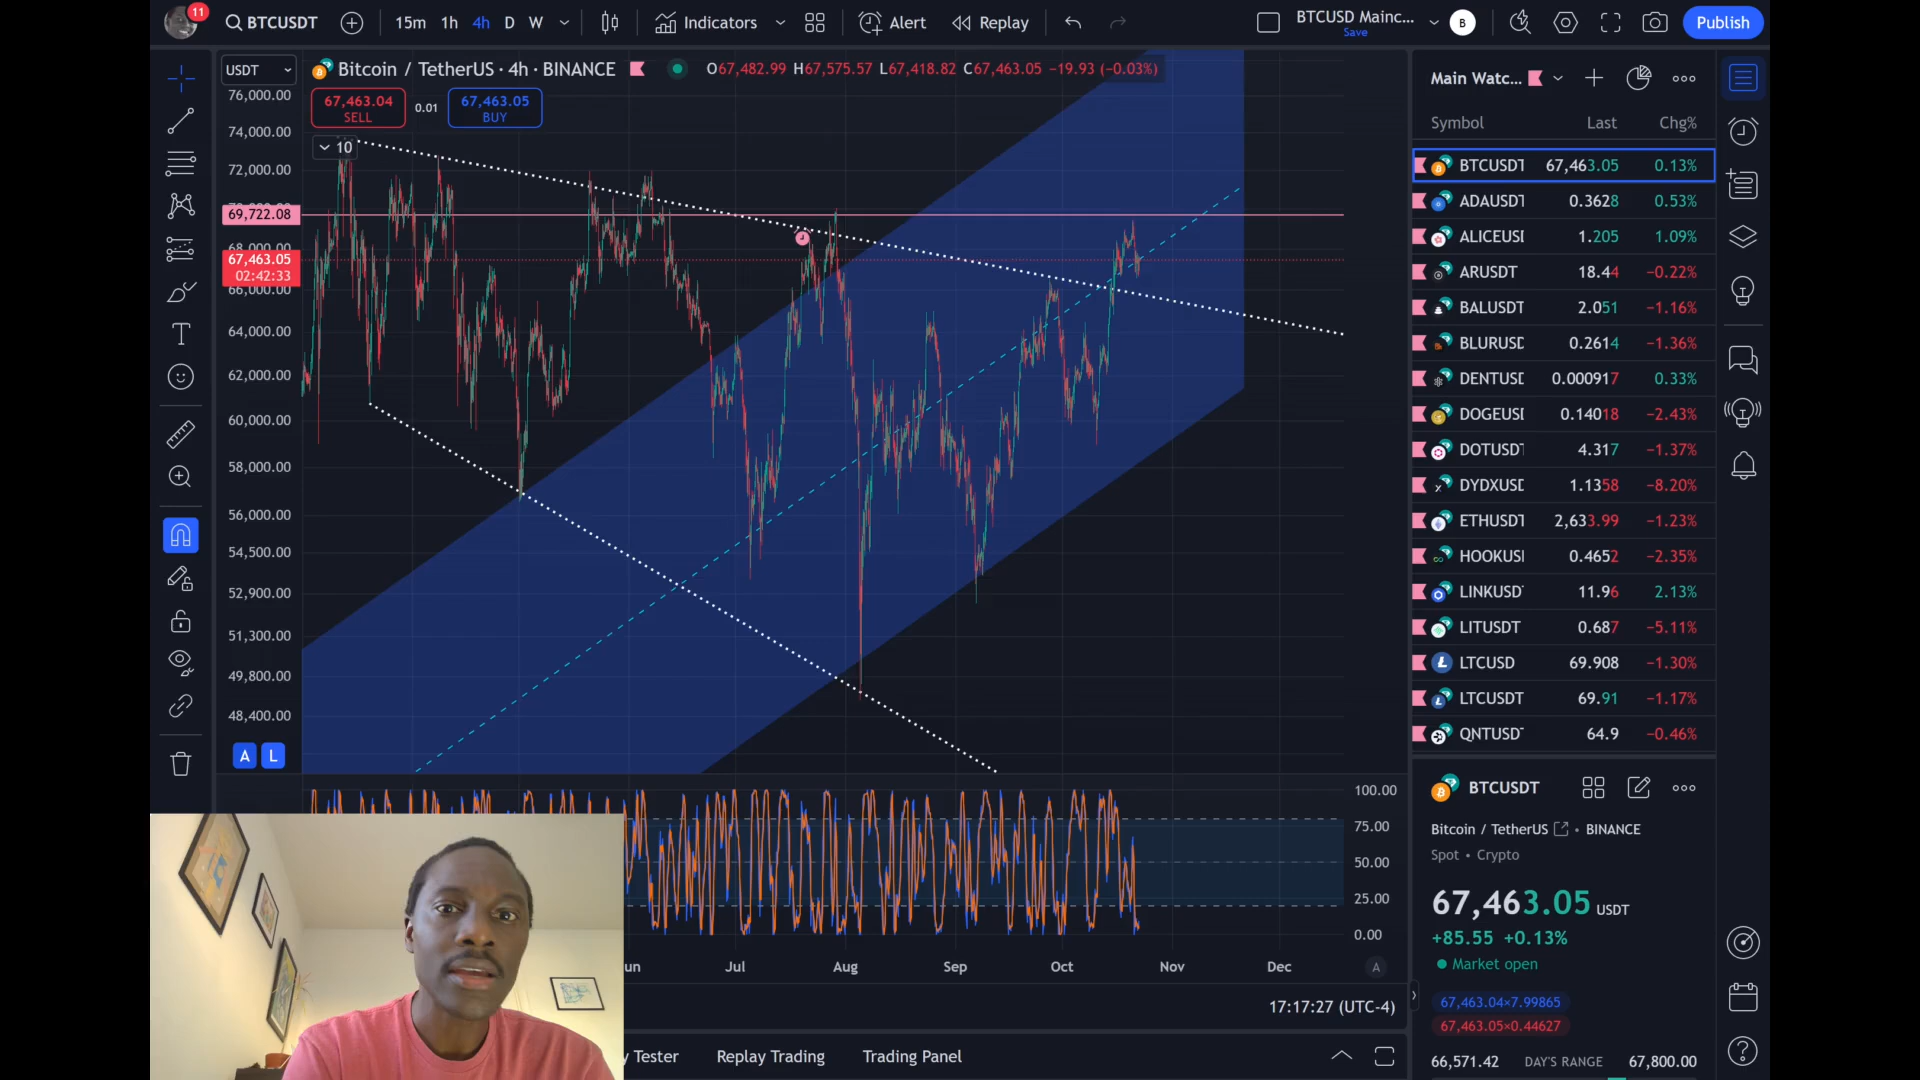 11
BTCUSDT
15m 1h 4h D W
Indicators
Alert
Replay
BTCUSD Mainc...
Save
B
Publish
USDT
Bitcoin / TetherUS · 4h · BINANCE
O67,482.99 H67,575.57 L67,418.82 C67,463.05 −19.93 (−0.03%)
67,463.04
SELL
0.01
67,463.05
BUY
10
76,000.00
74,000.00
72,000.00
69,722.08
68,000.00
67,463.05
02:42:33
66,000.00
64,000.00
62,000.00
60,000.00
58,000.00
56,000.00
54,500.00
52,900.00
51,300.00
49,800.00
48,400.00
A L
100.00
75.00
50.00
25.00
0.00
un Jul Aug Sep Oct Nov Dec
A
17:17:27 (UTC-4)
y Tester Replay Trading Trading Panel
Main Watc...
Symbol Last Chg%
BTCUSDT 67,463.05 0.13%
ADAUSDT 0.3628 0.53%
ALICEUSI 1.205 1.09%
ARUSDT 18.44 −0.22%
BALUSDT 2.051 −1.16%
BLURUSD 0.2614 −1.36%
DENTUSD 0.000917 0.33%
DOGEUSI 0.14018 −2.43%
DOTUSDT 4.317 −1.37%
DYDXUSD 1.1358 −8.20%
ETHUSDT 2,633.99 −1.23%
HOOKUSI 0.4652 −2.35%
LINKUSD 11.96 2.13%
LITUSDT 0.687 −5.11%
LTCUSD 69.908 −1.30%
LTCUSDT 69.91 −1.17%
QNTUSD 64.9 −0.46%
BTCUSDT
Bitcoin / TetherUS • BINANCE
Spot • Crypto
67,463.05 USDT
+85.55 +0.13%
Market open
67,463.04×7.99865
67,463.05×0.44627
66,571.42 DAY'S RANGE 67,800.00